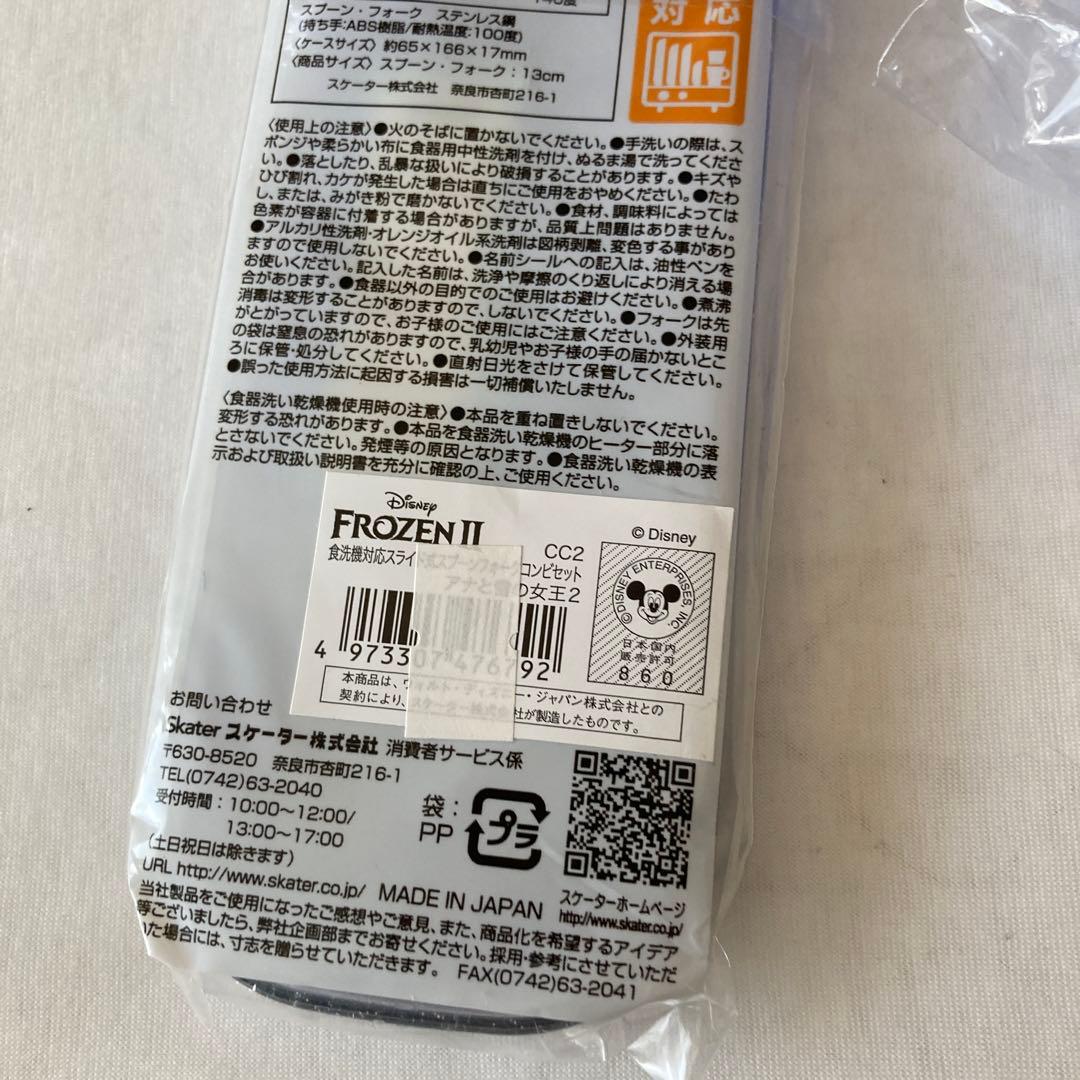 対応
スプーン・フォーク ステンレス鋼
(持ち手:ABS樹脂/耐熱温度:100度)
〈ケースサイズ〉約65×166×17mm
〈商品サイズ〉スプーン・フォーク:13cm
スケーター株式会社 奈良市杏町216-1
〈使用上の注意〉●火のそばに置かないでください。●手洗いの際は、ス
ポンジや柔らかい布に食器用中性洗剤を付け、ぬるま湯で洗ってくださ
い。●落としたり、乱暴な扱いにより破損することがあります。●キズや
ひび割れ、カケが発生した場合は直ちにご使用をおやめください。●たわ
し、または、みがき粉で磨かないでください。●食材、調味料によっては
色素が容器に付着する場合がありますが、品質上問題はありません。
●アルカリ性洗剤・オレンジオイル系洗剤は図柄剥離、変色する事があり
ますので使用しないでください。●名前シールへの記入は、油性ペンを
お使いください。記入した名前は、洗浄や摩擦のくり返しにより消える場
合があります。●食器以外の目的でのご使用はお避けください。●煮沸
消毒は変形することがありますので、しないでください。●フォークは先
がとがっていますので、お子様のご使用にはご注意ください。●外装用
の袋は窒息の恐れがありますので、乳幼児やお子様の手の届かないとこ
ろに保管・処分してください。●直射日光をさけて保管してください。
●誤った使用方法に起因する損害は一切補償いたしません。
〈食器洗い乾燥機使用時の注意〉●本品を重ね置きしないでください。
変形する恐れがあります。●本品を食器洗い乾燥機のヒーター部分に落
とさないでください。発煙等の原因となります。●食器洗い乾燥機の表
示および取扱い説明書を充分に確認の上、ご使用ください。
Disney
FROZEN II
© Disney
食洗機対応スライド式スプーンフォーク コンビセット
CC2
アナと雪の女王2
© DISNEY ENTERPRISES, INC.
日本国内
販売許可
860
4 973307 476792
本商品は、ウォルト・ディズニー・ジャパン株式会社との
契約により、スケーター株式会社が製造したものです。
お問い合わせ
Skater スケーター株式会社 消費者サービス係
〒630-8520 奈良市杏町216-1
TEL(0742)63-2040
受付時間:10:00〜12:00/
13:00〜17:00
(土日祝日は除きます)
URL http://www.skater.co.jp/
袋:
PP
プラ
MADE IN JAPAN
スケーターホームページ
http://www.skater.co.jp/
当社製品をご使用になったご感想やご意見、また、商品化を希望するアイデア
等ございましたら、弊社企画部までお寄せください。採用・参考にさせていただ
いた場合には、寸志を贈らせていただきます。 FAX(0742)63-2041